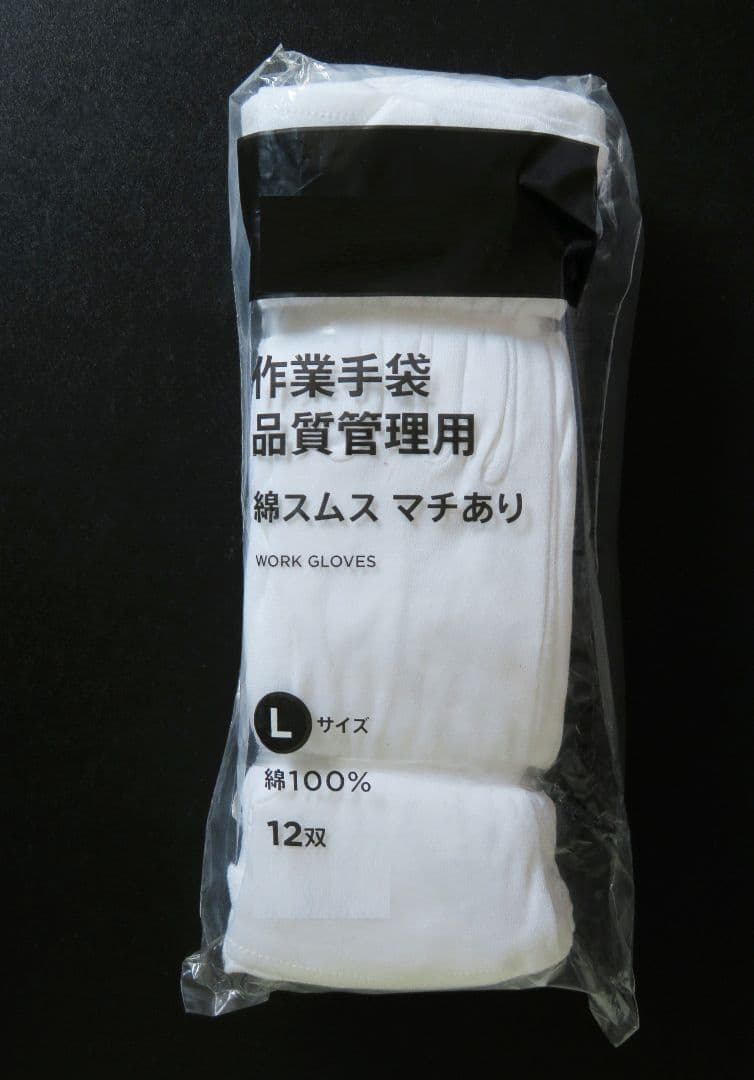 作業手袋
品質管理用
綿スムス マチあり
WORK GLOVES
L サイズ
綿100%
12双